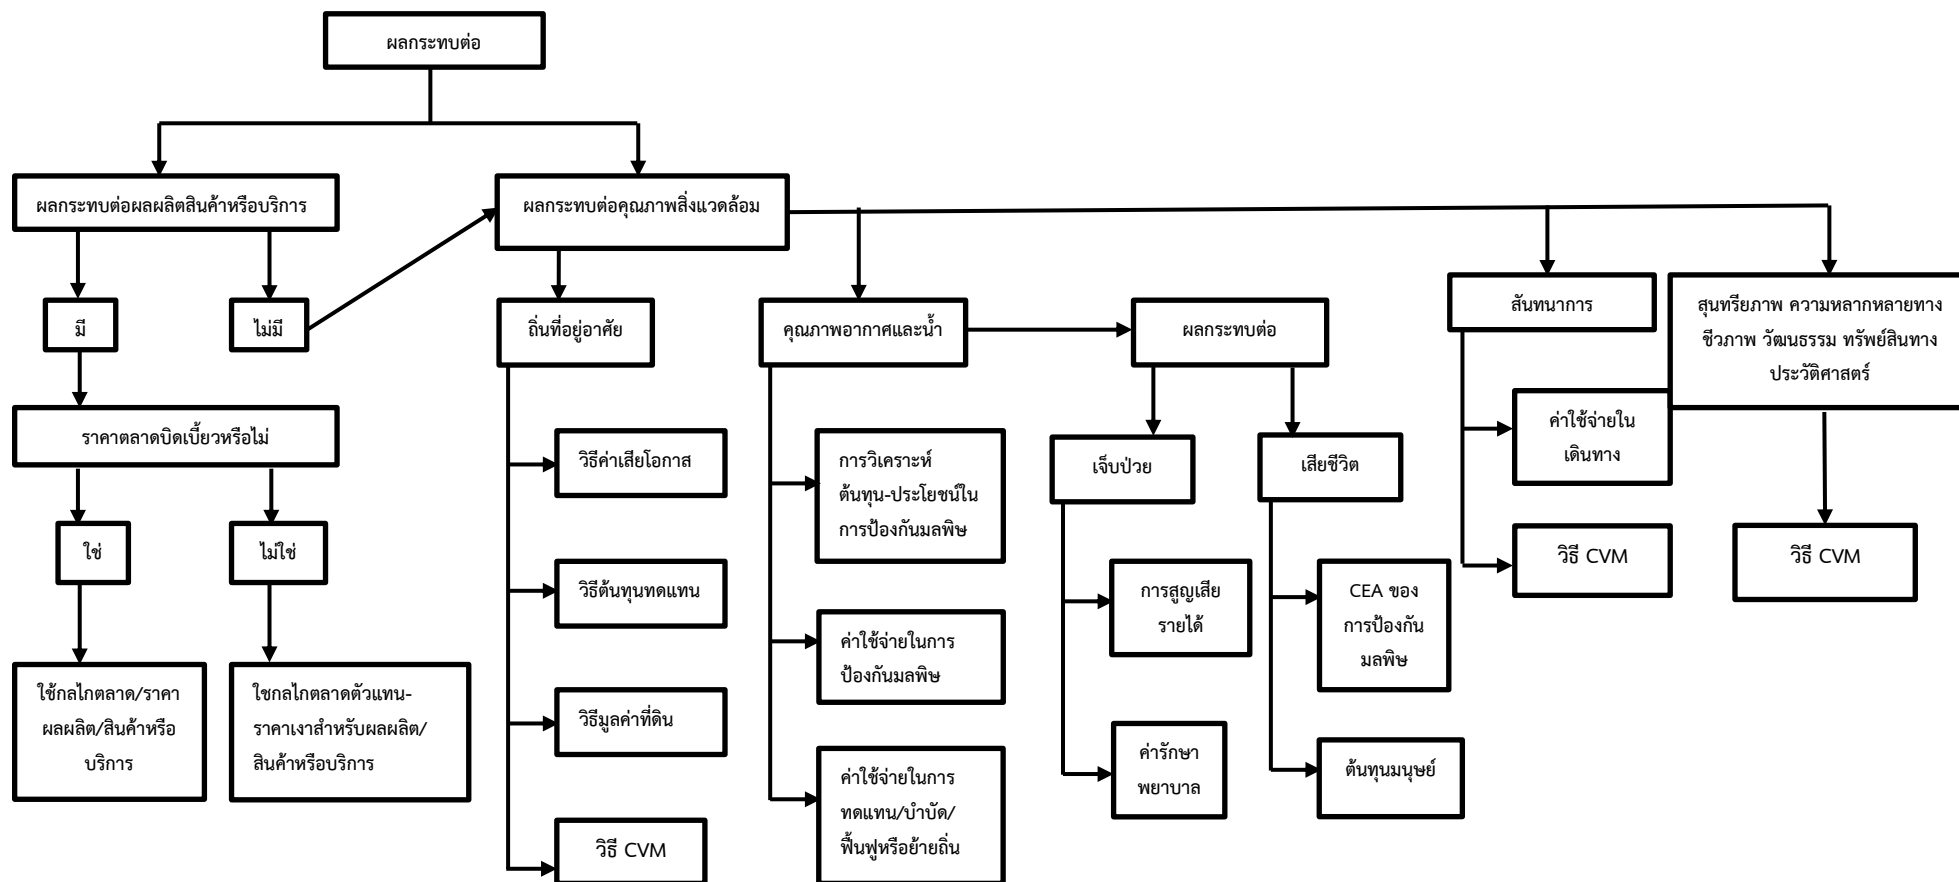 ผลกระทบต่อ
ผลกระทบต่อผลผลิตสินค้าหรือบริการ
ผลกระทบต่อคุณภาพสิ่งแวดล้อม
มี
ไม่มี
ถิ่นที่อยู่อาศัย
คุณภาพอากาศและน้ำ
ผลกระทบต่อ
สันทนาการ
สุนทรียภาพ ความหลากหลายทาง
ชีวภาพ วัฒนธรรม ทรัพย์สินทาง
ประวัติศาสตร์
ราคาตลาดบิดเบี้ยวหรือไม่
ใช่
ไม่ใช่
ใช้กลไกตลาด/ราคา
ผลผลิต/สินค้าหรือ
บริการ
ใชกลไกตลาดตัวแทน-
ราคาเงาสำหรับผลผลิต/
สินค้าหรือบริการ
วิธีค่าเสียโอกาส
วิธีต้นทุนทดแทน
วิธีมูลค่าที่ดิน
วิธี CVM
การวิเคราะห์
ต้นทุน-ประโยชน์ใน
การป้องกันมลพิษ
ค่าใช้จ่ายในการ
ป้องกันมลพิษ
ค่าใช้จ่ายในการ
ทดแทน/บำบัด/
ฟื้นฟูหรือย้ายถิ่น
เจ็บป่วย
เสียชีวิต
การสูญเสีย
รายได้
ค่ารักษา
พยาบาล
CEA ของ
การป้องกัน
มลพิษ
ต้นทุนมนุษย์
ค่าใช้จ่ายใน
เดินทาง
วิธี CVM
วิธี CVM